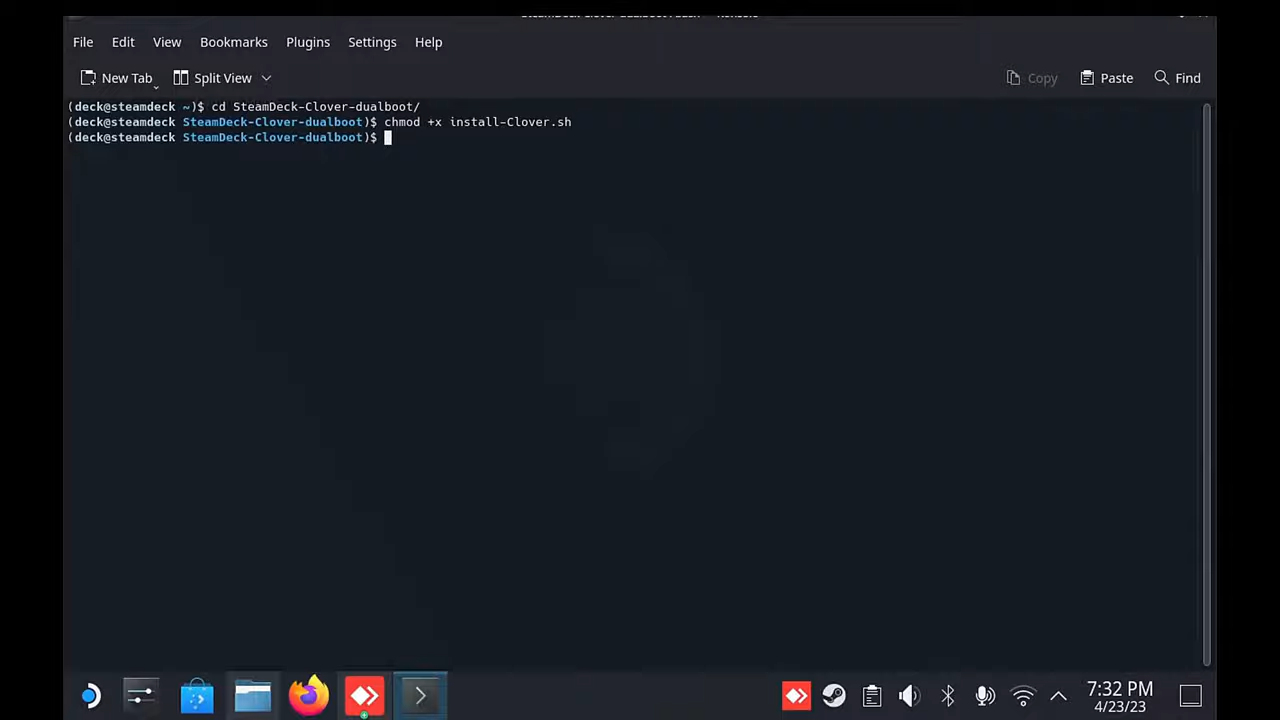 File Edit View Bookmarks Plugins Settings Help
New Tab Split View Copy Paste Find
(deck@steamdeck ~)$ cd SteamDeck-Clover-dualboot/
(deck@steamdeck SteamDeck-Clover-dualboot)$ chmod +x install-Clover.sh
(deck@steamdeck SteamDeck-Clover-dualboot)$
7:32 PM
4/23/23